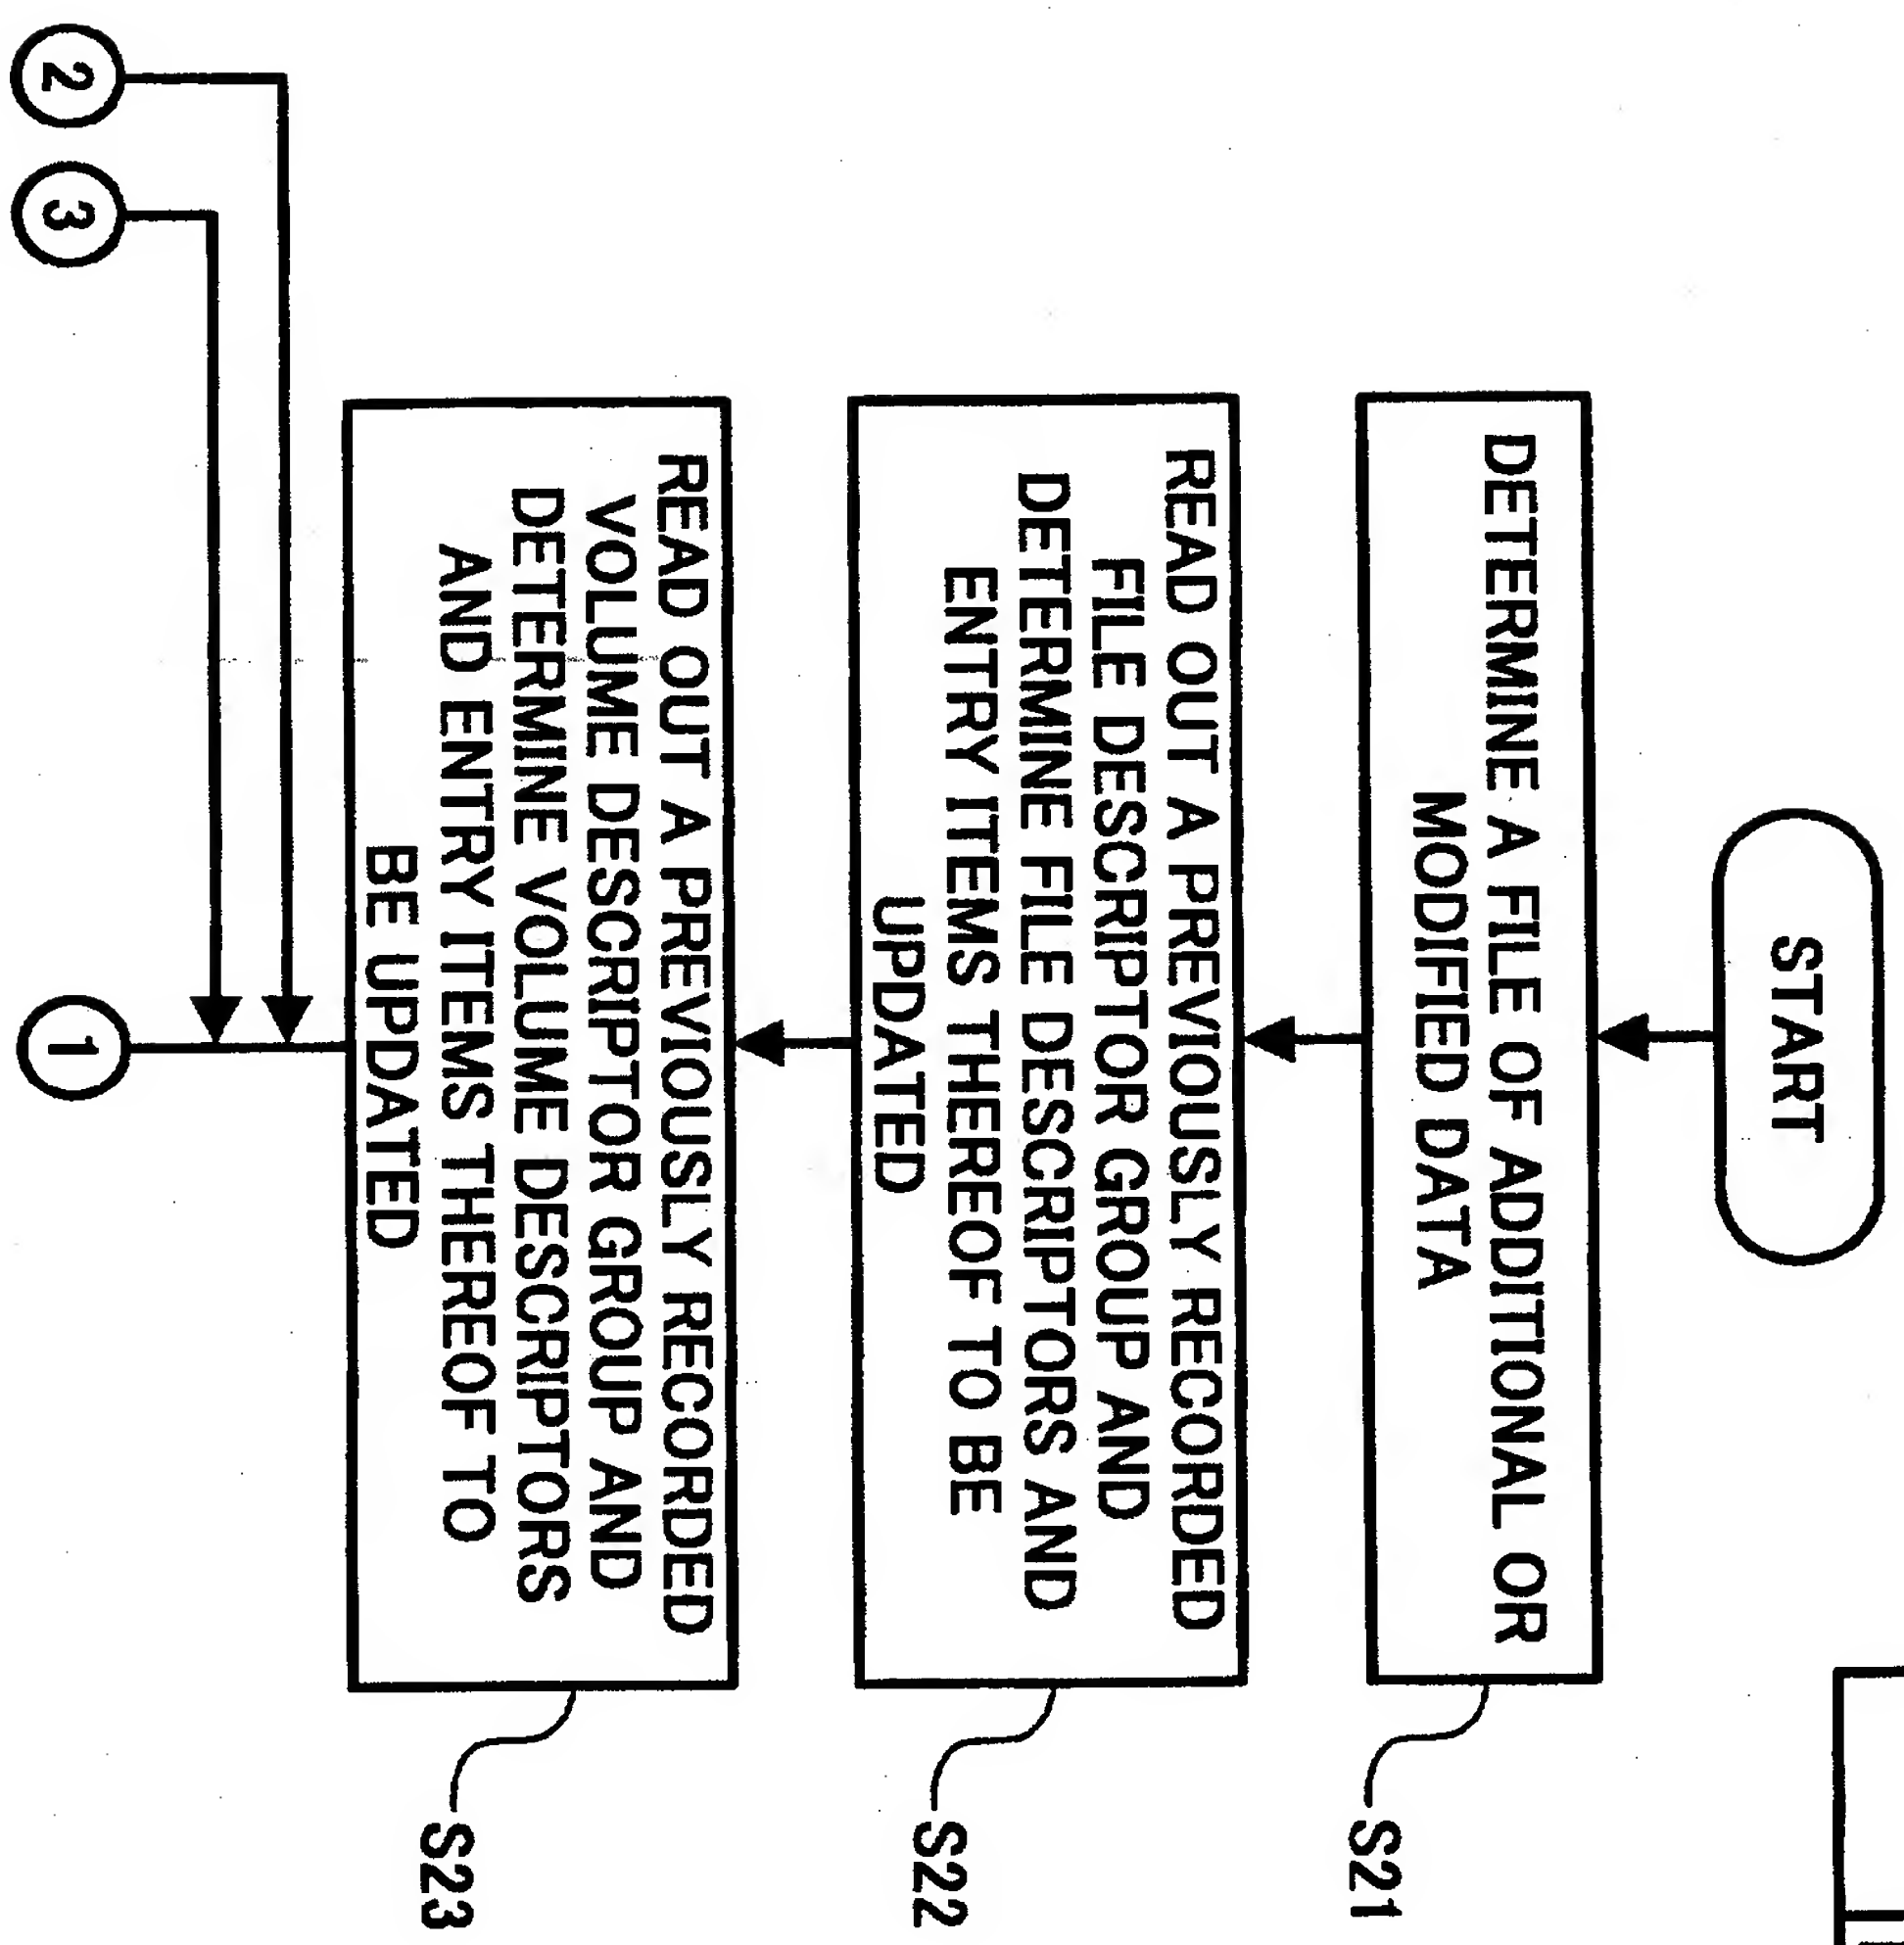 START
DETERMINE A FILE OF ADDITIONAL OR
MODIFIED DATA
S21
READ OUT A PREVIOUSLY RECORDED
FILE DESCRIPTOR GROUP AND
DETERMINE FILE DESCRIPTORS AND
ENTRY ITEMS THEREOF TO BE
UPDATED
S22
READ OUT A PREVIOUSLY RECORDED
VOLUME DESCRIPTOR GROUP AND
DETERMINE VOLUME DESCRIPTORS
AND ENTRY ITEMS THEREOF TO
BE UPDATED
S23
2
3
1